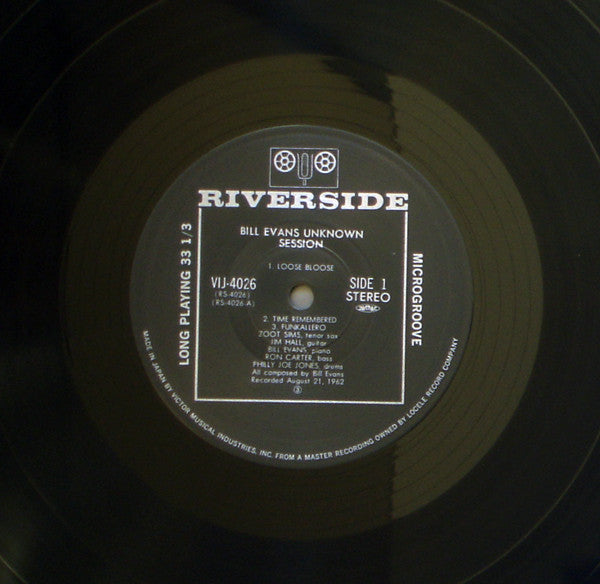 RIVERSIDE
BILL EVANS UNKNOWN
SESSION
1. LOOSE BLOOSE
VIJ-4026
(RS-4026)
(RS-4026-A)
SIDE 1
STEREO
2. TIME REMEMBERED
3. FUNKALLERO
ZOOT SIMS, tenor sax
JIM HALL, guitar
BILL EVANS, piano
RON CARTER, bass
PHILLY JOE JONES, drums
All composed by Bill Evans
Recorded August 21, 1962
LONG PLAYING 33 1/3
MICROGROOVE
MADE IN JAPAN BY VICTOR MUSICAL INDUSTRIES, INC. FROM A MASTER RECORDING OWNED BY LOCELE RECORD COMPANY